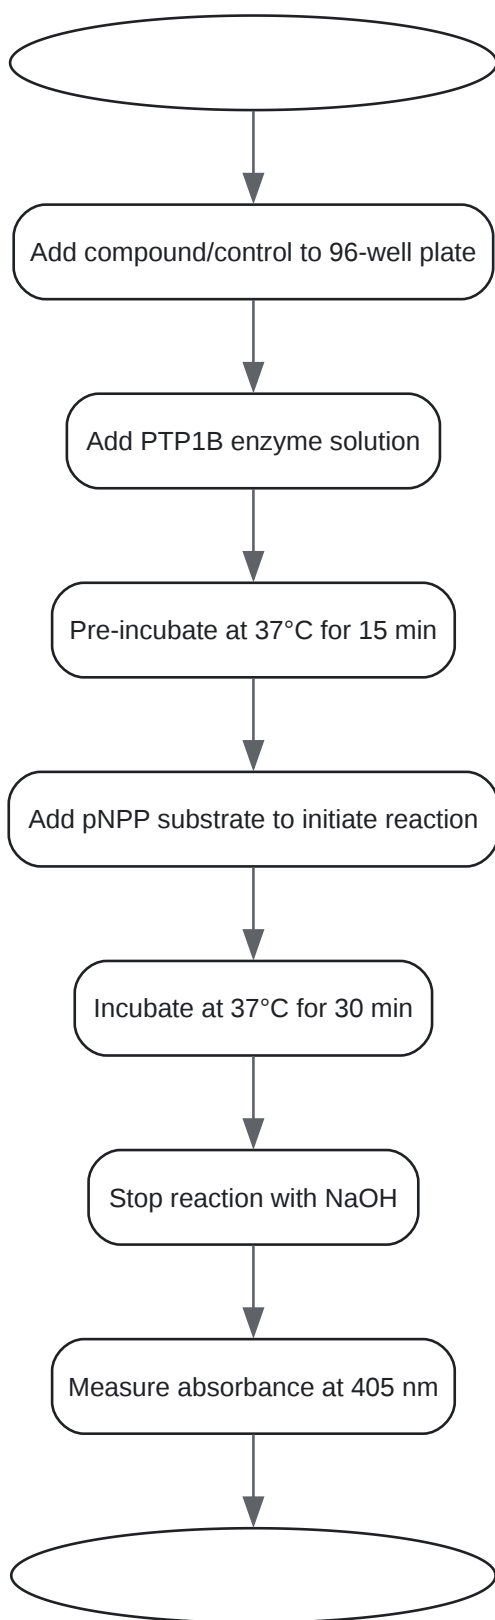 Add compound/control to 96-well plate
Add PTP1B enzyme solution
Pre-incubate at 37°C for 15 min
Add pNPP substrate to initiate reaction
Incubate at 37°C for 30 min
Stop reaction with NaOH
Measure absorbance at 405 nm